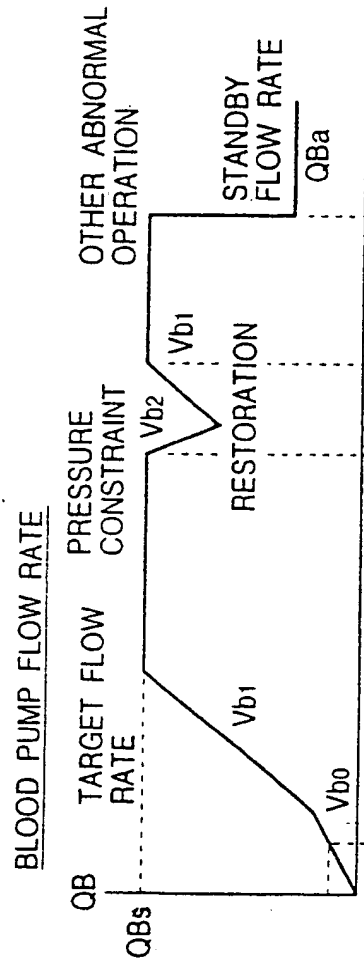 BLOOD PUMP FLOW RATE
QB
QBs
TARGET FLOW
RATE
PRESSURE
CONSTRAINT
OTHER ABNORMAL
OPERATION
Vb0
Vb1
Vb2
Vb1
RESTORATION
STANDBY
FLOW RATE
QBa